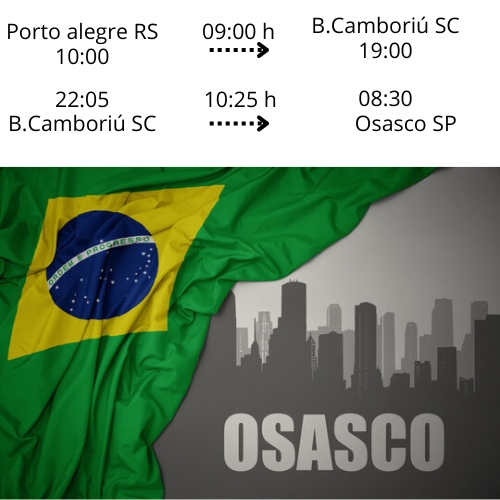 Porto alegre RS 09:00 h B.Camboriú SC
10:00 19:00
22:05 10:25 h 08:30
B.Camboriú SC Osasco SP
ORDEM E PROGRESSO
OSASCO